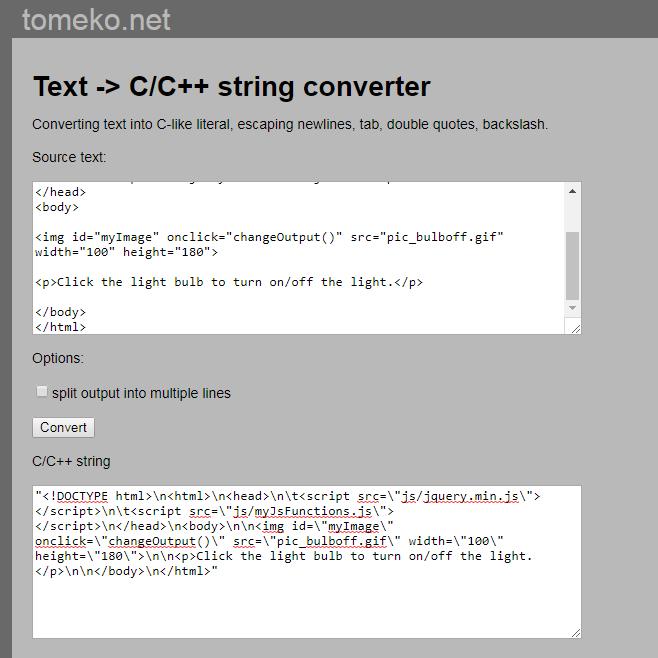 tomeko.net
Text -> C/C++ string converter
Converting text into C-like literal, escaping newlines, tab, double quotes, backslash.
Source text:
</head>
<body>
<img id="myImage" onclick="changeOutput()" src="pic_bulboff.gif"
width="100" height="180">
<p>Click the light bulb to turn on/off the light.</p>
</body>
</html>
Options:
split output into multiple lines
Convert
C/C++ string
"<!DOCTYPE html>\n<html>\n<head>\n\t<script src=\"js/jquery.min.js\">
</script>\n\t<script src=\"js/myJsFunctions.js\">
</script>\n</head>\n<body>\n\n<img id=\"myImage\"
onclick=\"changeOutput()\" src=\"pic_bulboff.gif\" width=\"100\"
height=\"180\">\n\n<p>Click the light bulb to turn on/off the light.
</p>\n\n</body>\n</html>"